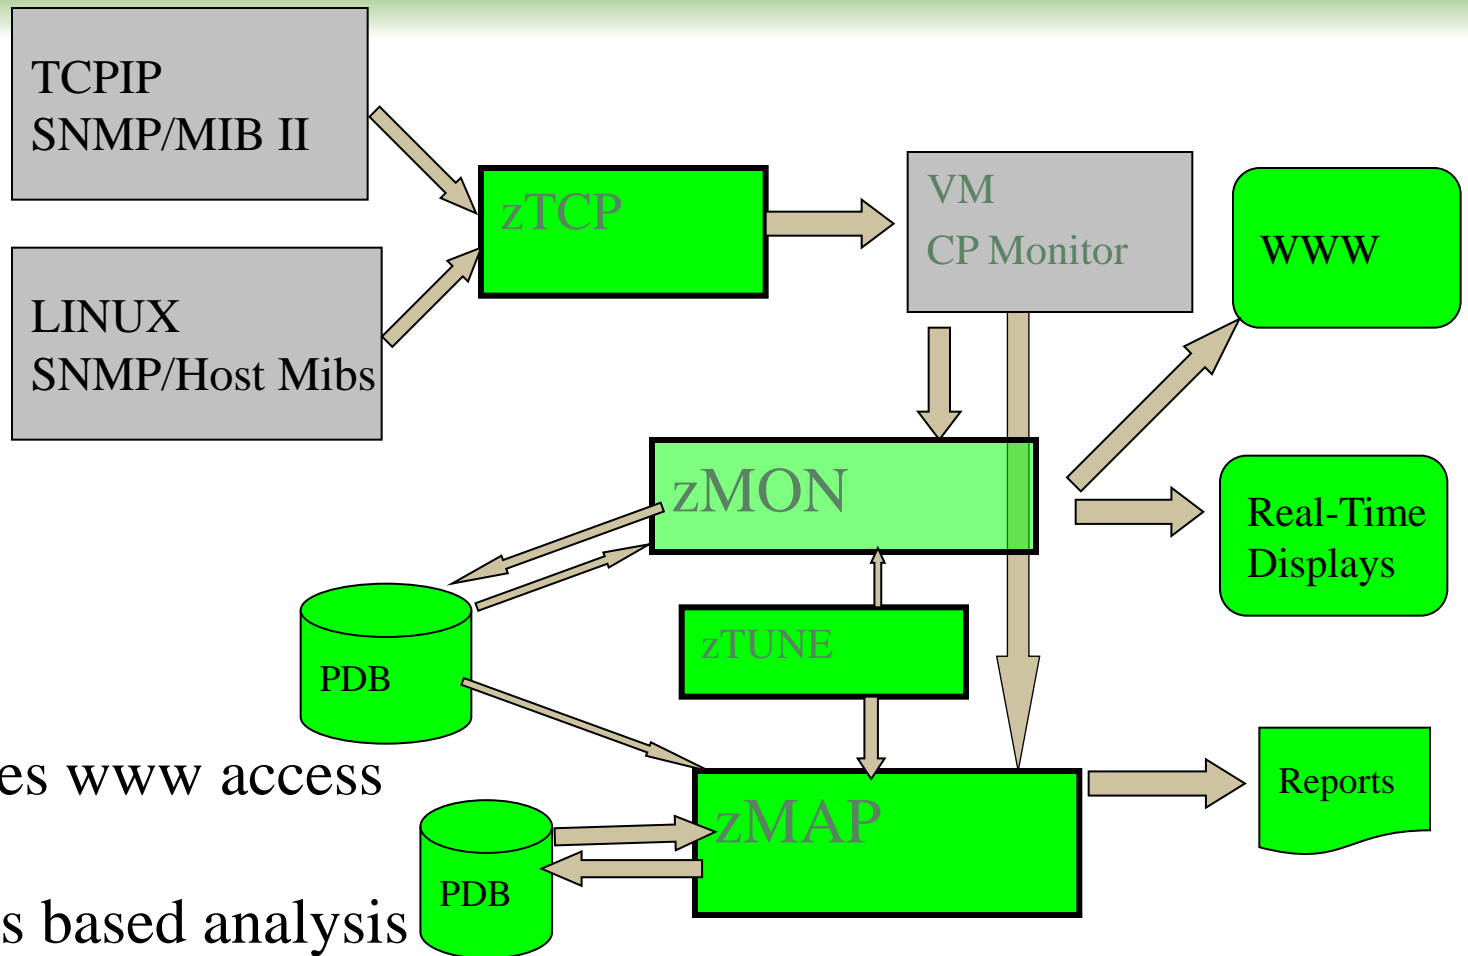 TCPIP
SNMP/MIB II
LINUX
SNMP/Host Mibs
zTCP
VM
CP Monitor
WWW
zMON
Real-Time
Displays
zTUNE
PDB
www access
zMAP
Reports
PDB
based analysis